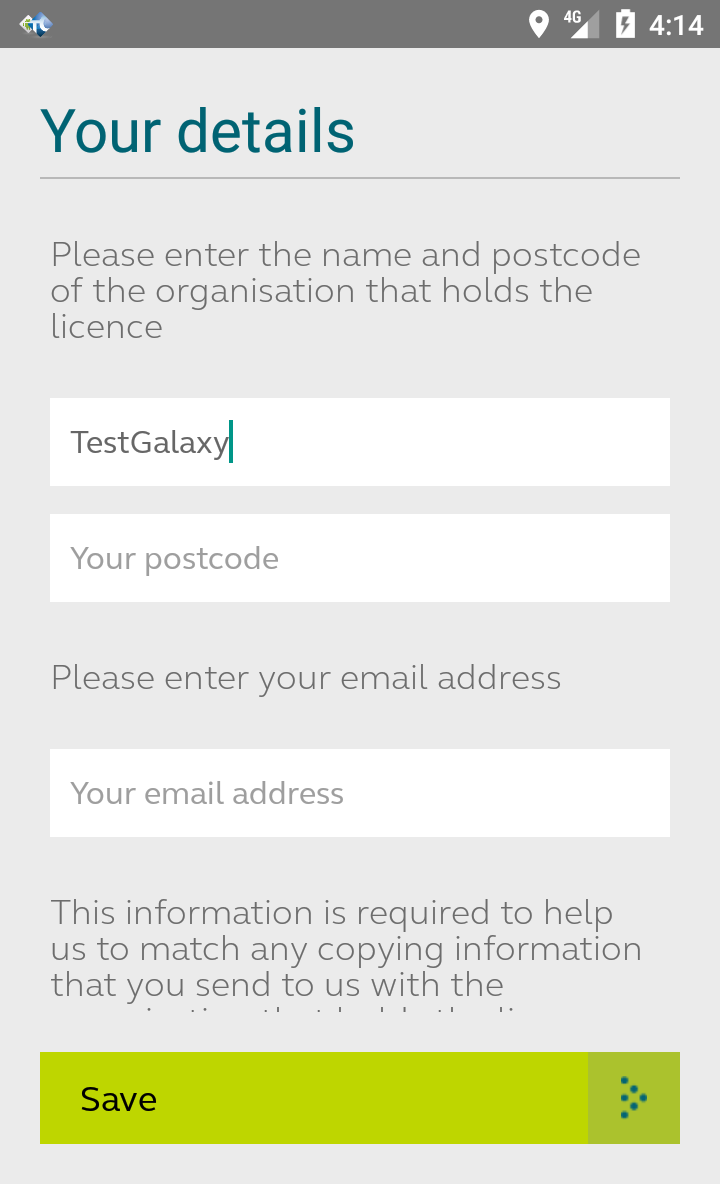 4G 4:14
Your details
Please enter the name and postcode
of the organisation that holds the
licence
TestGalaxy
Your postcode
Please enter your email address
Your email address
This information is required to help
us to match any copying information
that you send to us with the
Save